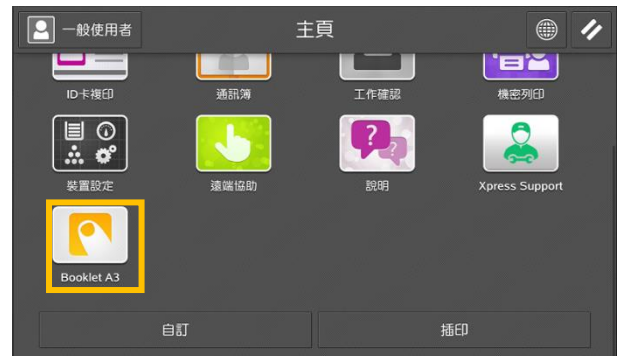 一般使用者
主頁
ID卡複印
通訊簿
工作確認
機密列印
裝置設定
遠端協助
說明
Xpress Support
Booklet A3
自訂
插印